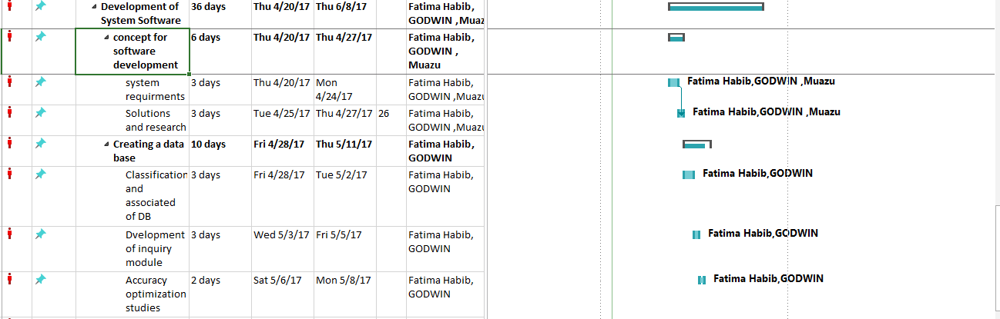 Development of System Software 36 days Thu 4/20/17 Thu 6/8/17 Fatima Habib, GODWIN ,Muaz
concept for software development 6 days Thu 4/20/17 Thu 4/27/17 Fatima Habib, GODWIN , Muazu
system requirments 3 days Thu 4/20/17 Mon 4/24/17 Fatima Habib, GODWIN ,Muazu Fatima Habib,GODWIN ,Muazu
Solutions and research 3 days Tue 4/25/17 Thu 4/27/17 26 Fatima Habib, GODWIN ,Muazu Fatima Habib,GODWIN ,Muazu
Creating a data base 10 days Fri 4/28/17 Thu 5/11/17 Fatima Habib, GODWIN
Classification and associated of DB 3 days Fri 4/28/17 Tue 5/2/17 Fatima Habib, GODWIN Fatima Habib,GODWIN
Dvelopment of inquiry module 3 days Wed 5/3/17 Fri 5/5/17 Fatima Habib, GODWIN Fatima Habib,GODWIN
Accuracy optimization studies 2 days Sat 5/6/17 Mon 5/8/17 Fatima Habib, GODWIN Fatima Habib,GODWIN